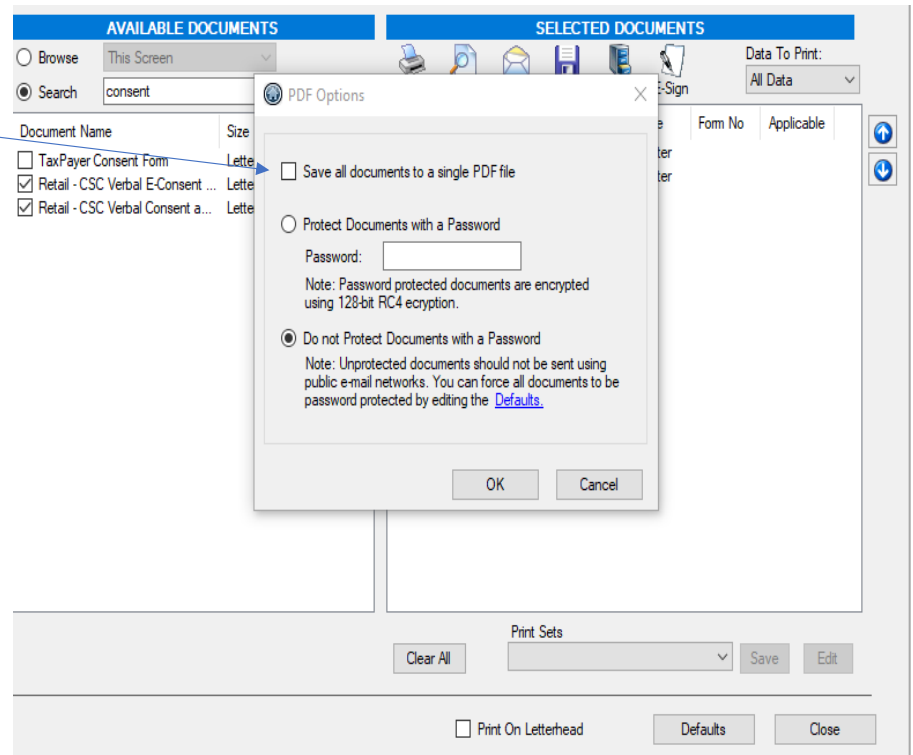 AVAILABLE DOCUMENTS
SELECTED DOCUMENTS
Browse This Screen
Search consent
E-Sign
Data To Print:
All Data
Document Name Size
Form No Applicable
TaxPayer Consent Form Lette
ter
Retail - CSC Verbal E-Consent ... Lette
ter
Retail - CSC Verbal Consent a... Lette
PDF Options
Save all documents to a single PDF file
Protect Documents with a Password
Password:
Note: Password protected documents are encrypted
using 128-bit RC4 ecryption.
Do not Protect Documents with a Password
Note: Unprotected documents should not be sent using
public e-mail networks. You can force all documents to be
password protected by editing the Defaults.
OK Cancel
Print Sets
Clear All Save Edit
Print On Letterhead Defaults Close